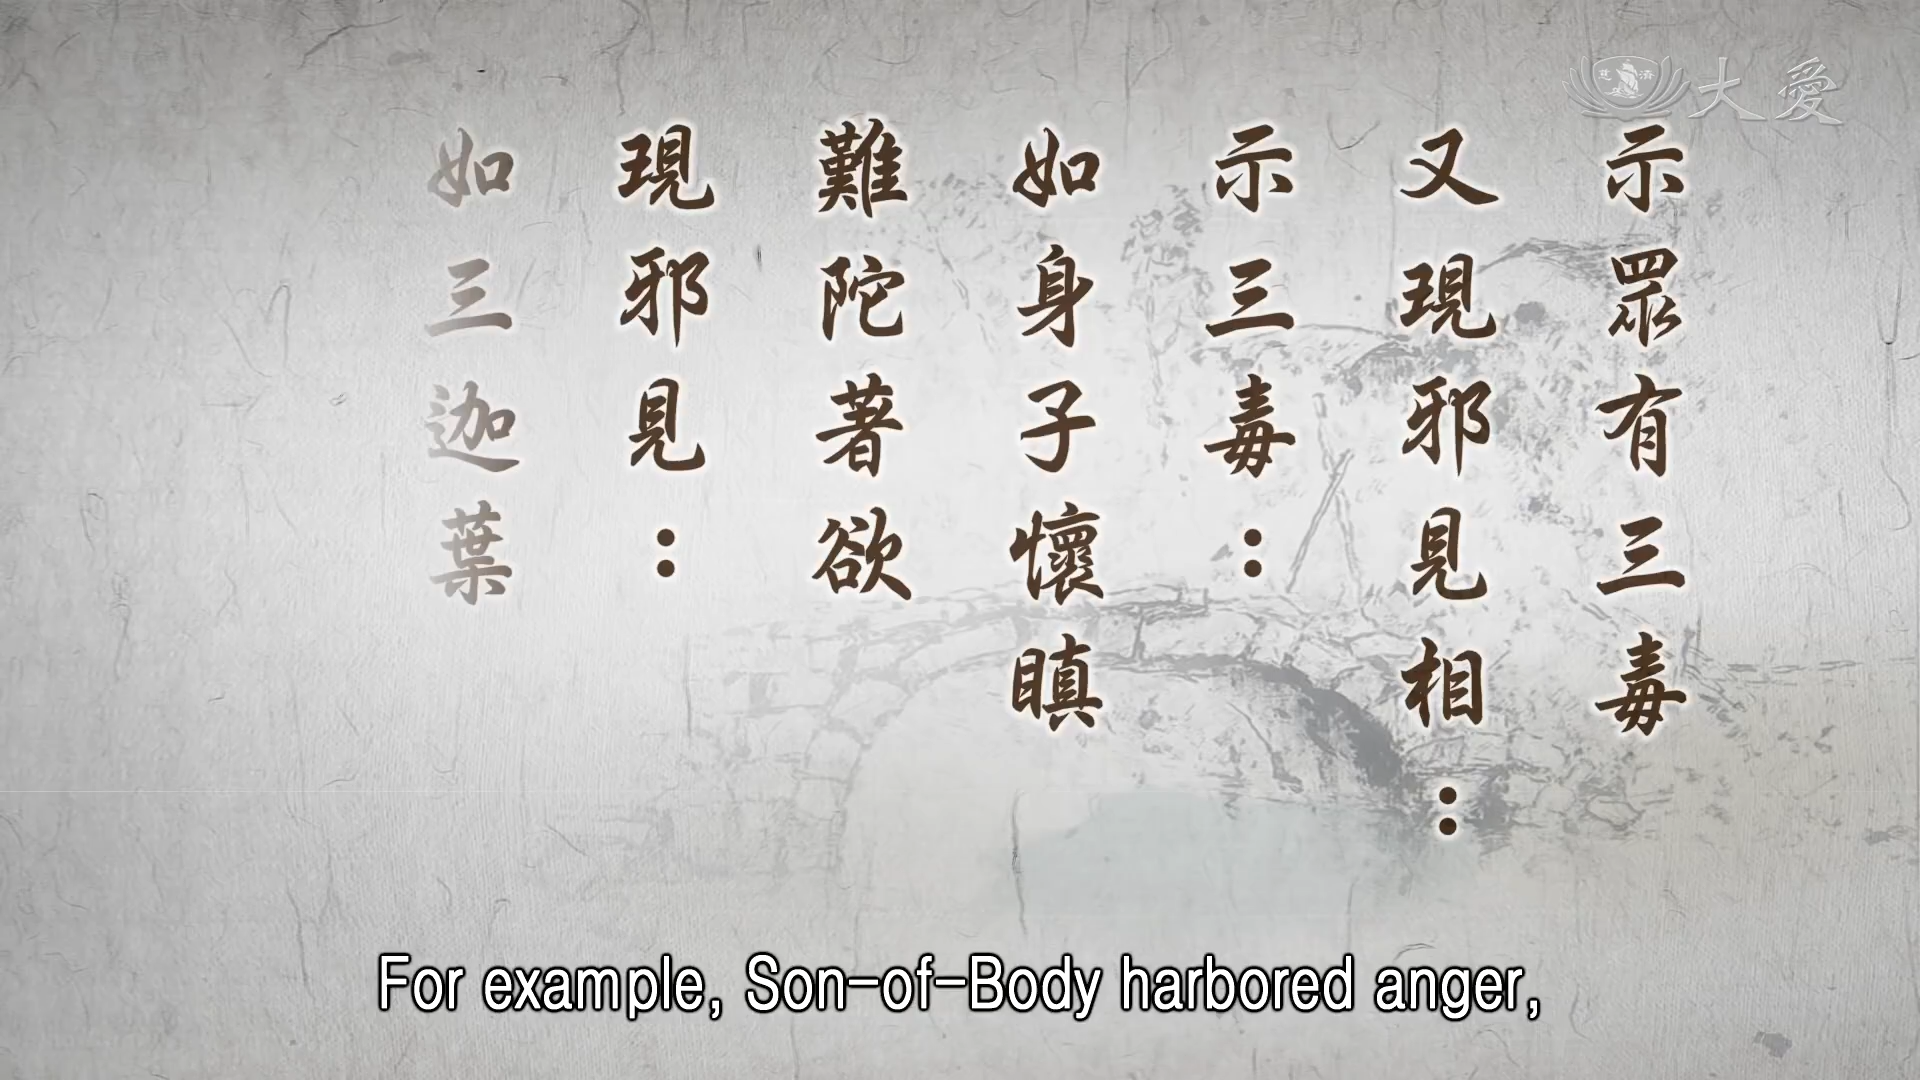 示眾有三毒
又現邪見相：
示三毒：
如身子懷瞋
難陀著欲
現邪見：
如三迦葉
大愛
慈濟
For example, Son-of-Body harbored anger,